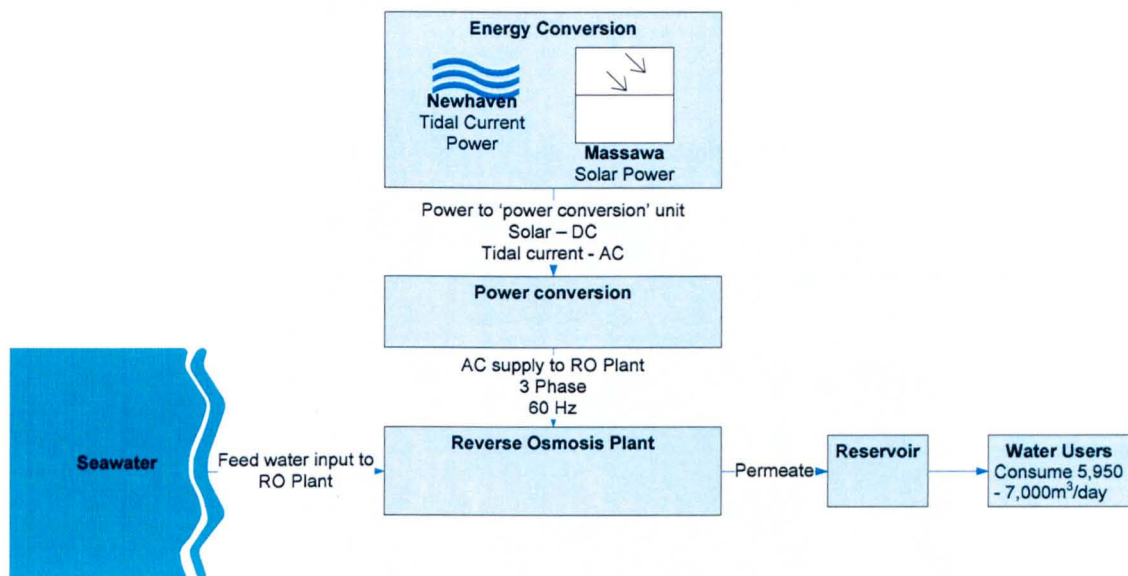 Energy Conversion
Newhaven
Tidal Current
Power
Massawa
Solar Power
Power to ‘power conversion’ unit
Solar – DC
Tidal current - AC
Power conversion
AC supply to RO Plant
3 Phase
60 Hz
Seawater
Feed water input to
RO Plant
Reverse Osmosis Plant
Permeate
Reservoir
Water Users
Consume 5,950
- 7,000m³/day